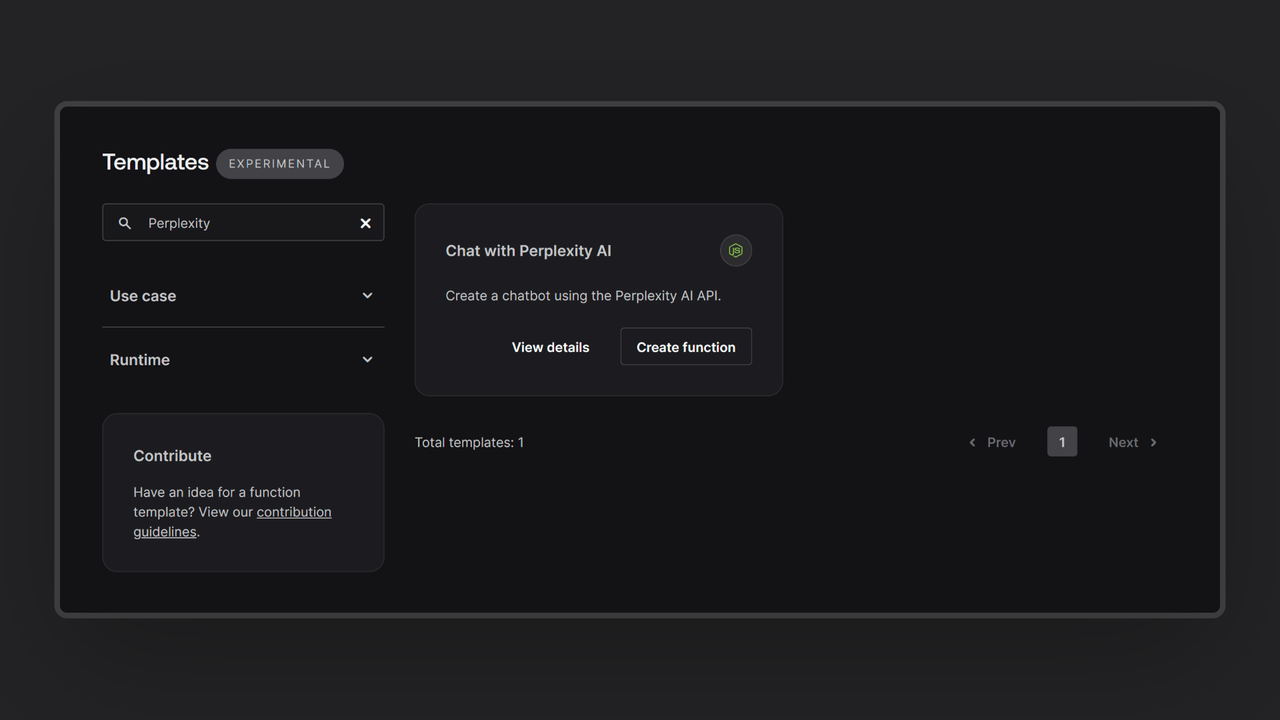 Templates
EXPERIMENTAL
Perplexity
Use case
Runtime
Contribute
Have an idea for a function
template? View our contribution
guidelines.
Chat with Perplexity AI
JS
Create a chatbot using the Perplexity AI API.
View details
Create function
Total templates: 1
Prev
1
Next